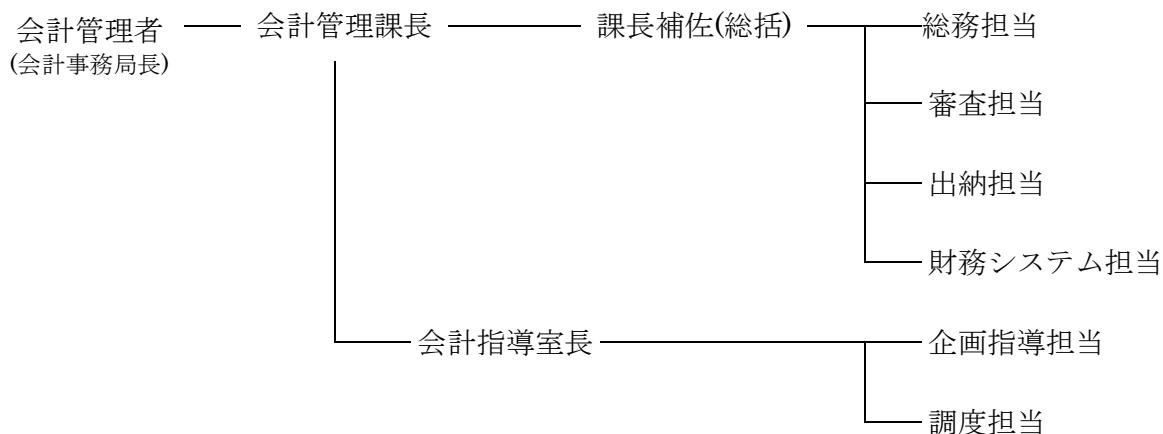 会計管理者
(会計事務局長)
会計管理課長
課長補佐(総括)
総務担当
審査担当
出納担当
財務システム担当
会計指導室長
企画指導担当
調度担当